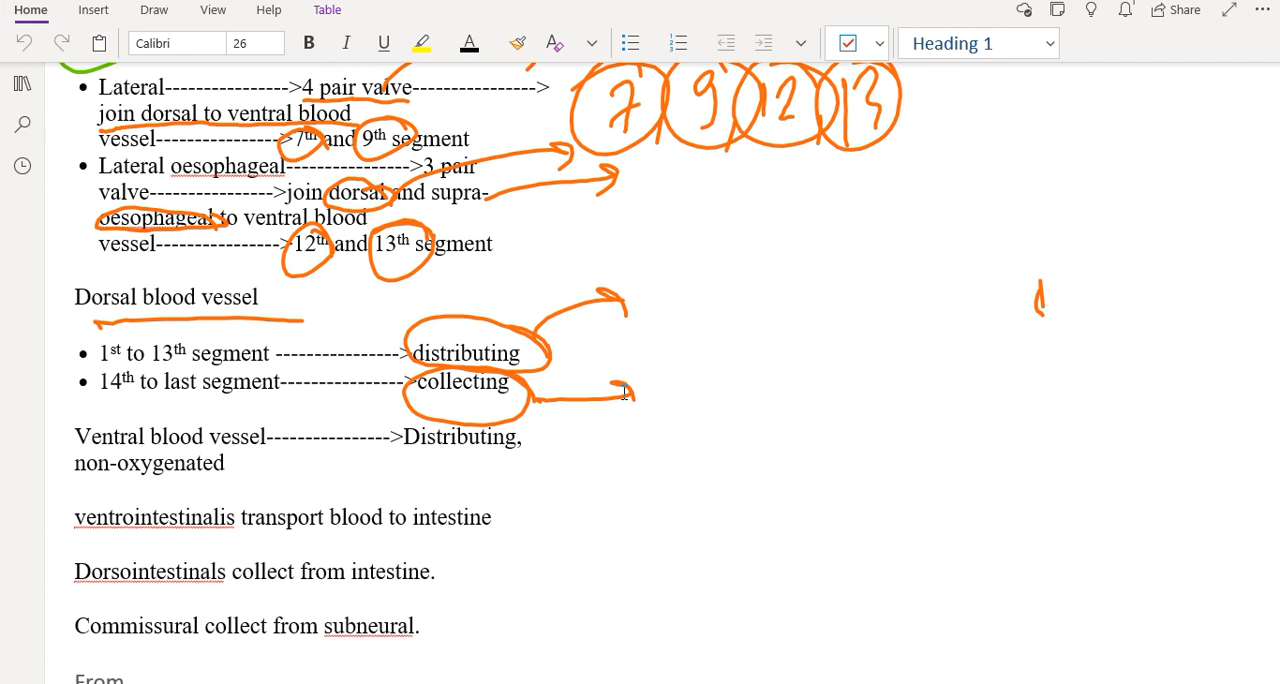 Home Insert Draw View Help Table Share
Calibri 26 B I U A Heading 1
• Lateral---------------->4 pair valve---------------->
join dorsal to ventral blood
vessel---------------->7th and 9th segment
• Lateral oesophageal---------------->3 pair
valve---------------->join dorsal and supra-
oesophageal to ventral blood
vessel---------------->12th and 13th segment
7 9 12 13
Dorsal blood vessel
• 1st to 13th segment ---------------->distributing
• 14th to last segment---------------->collecting
Ventral blood vessel---------------->Distributing,
non-oxygenated
ventrointestinalis transport blood to intestine
Dorsointestinals collect from intestine.
Commissural collect from subneural.
From